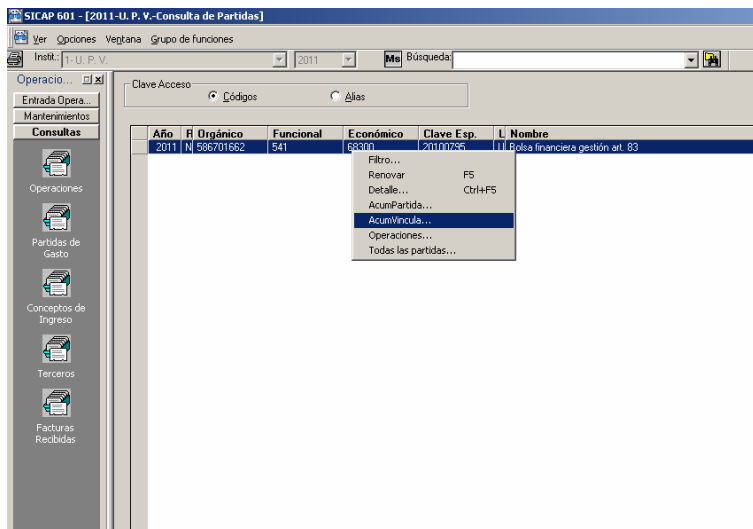 SICAP 601 - [2011-U. P. V.-Consulta de Partidas]
Ver Opciones Ventana Grupo de funciones
Instit.: 1- U. P. V. 2011 Ms Búsqueda:
Operacio...
Clave Acceso
Códigos Alias
Entrada Opera...
Mantenimientos
Consultas
Año R Orgánico Funcional Económico Clave Esp. L Nombre
2011 N 586701662 541 68300 20100795 U Bolsa financiera gestión art. 83
Filtro...
Renovar F5
Detalle... Ctrl+F5
AcumPartida...
AcumVincula...
Operaciones...
Todas las partidas...
Operaciones
Partidas de
Gasto
Conceptos de
Ingreso
Terceros
Facturas
Recibidas